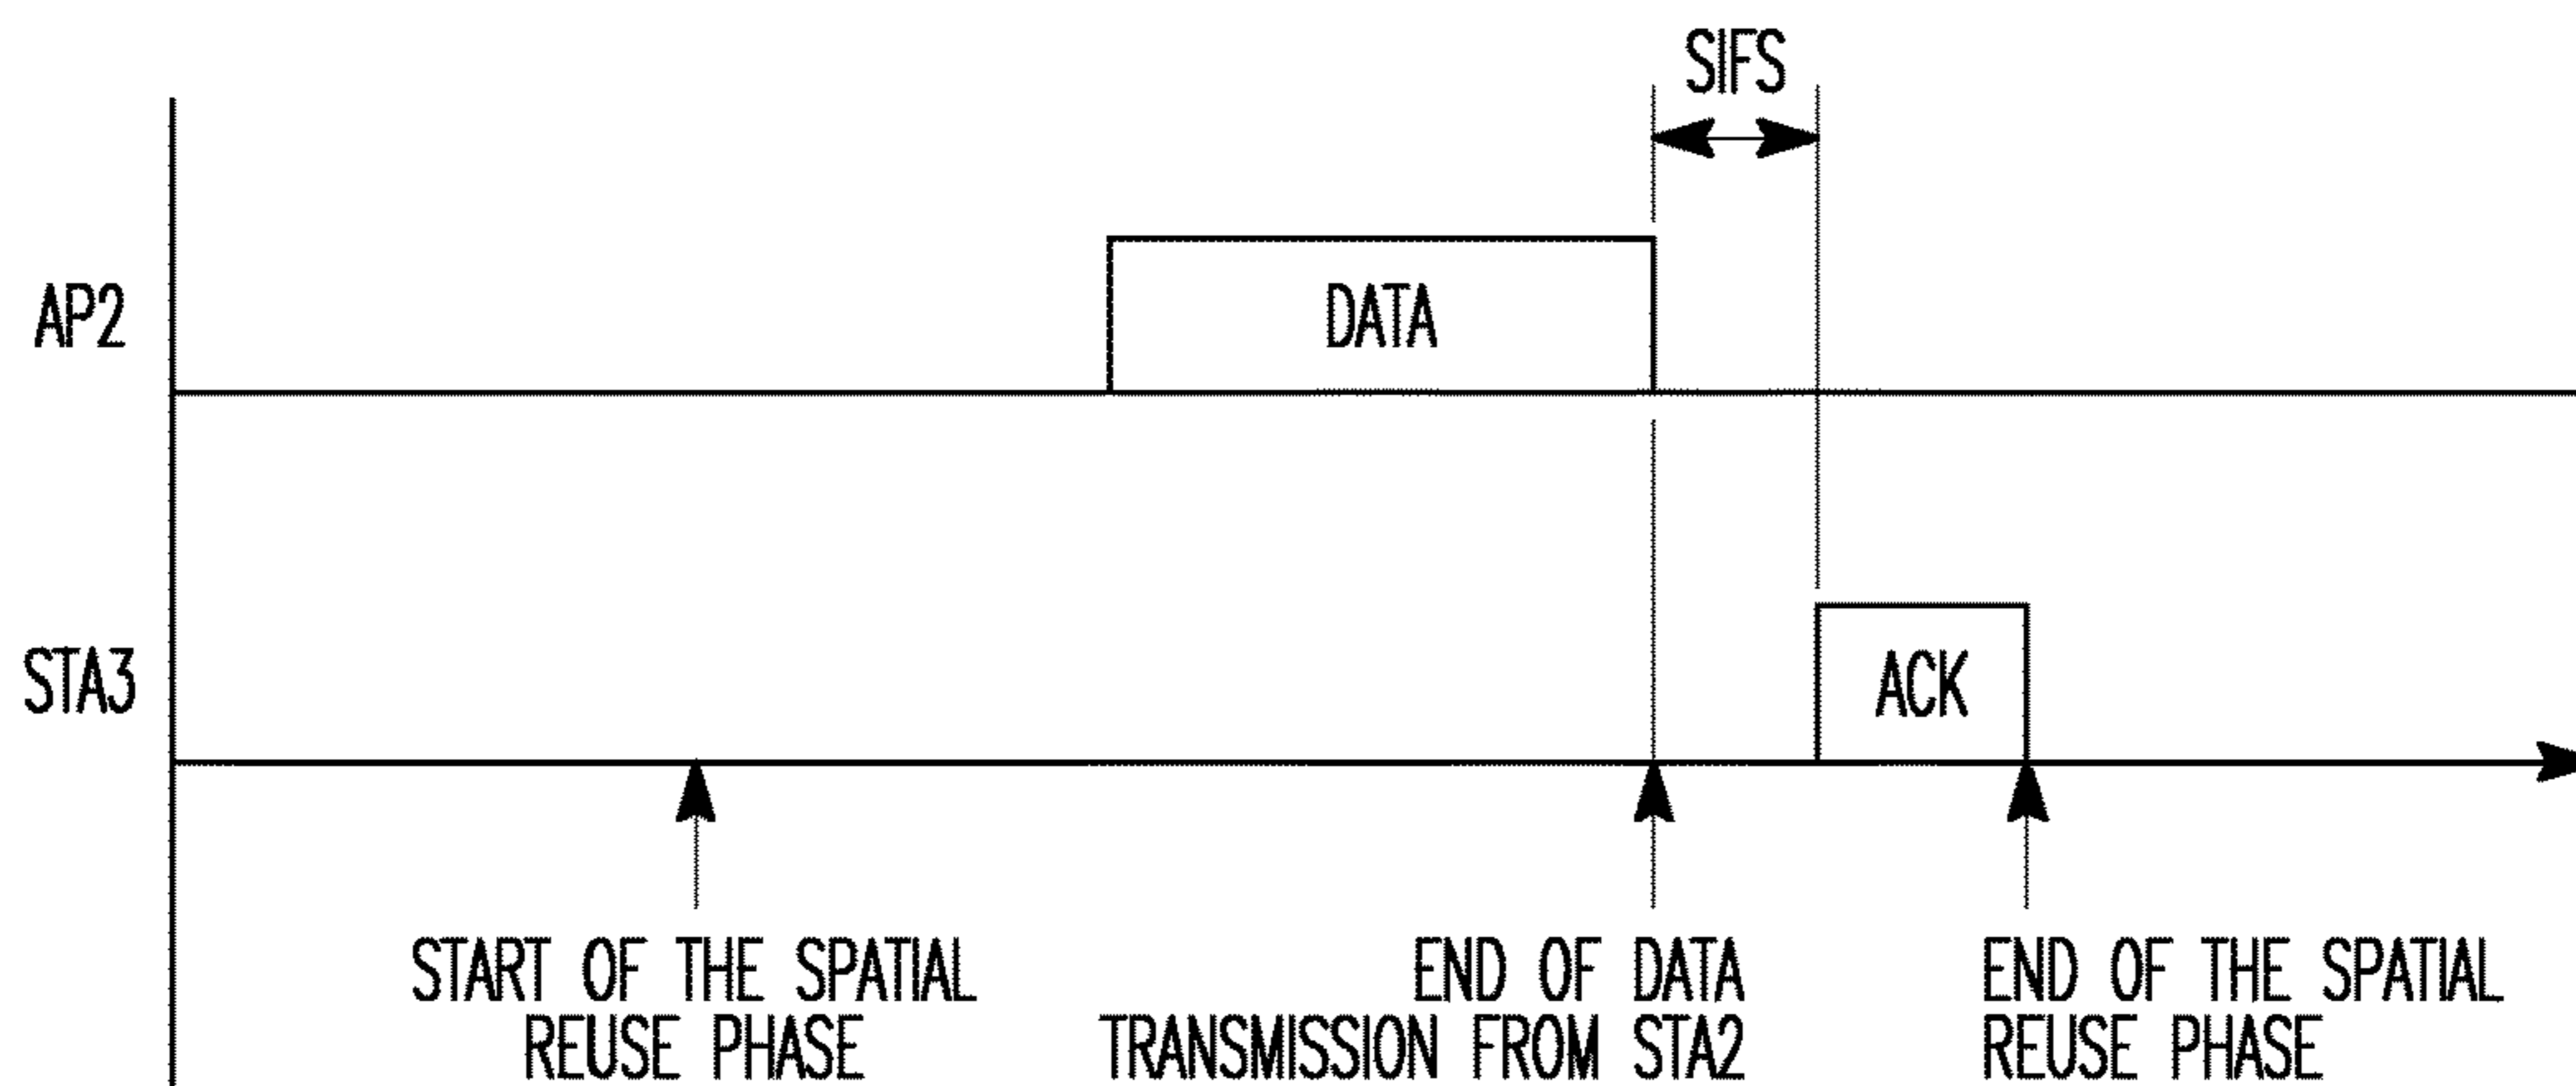 SIFS
AP2
DATA
STA3
ACK
START OF THE SPATIAL
REUSE PHASE
END OF DATA
TRANSMISSION FROM STA2
END OF THE SPATIAL
REUSE PHASE